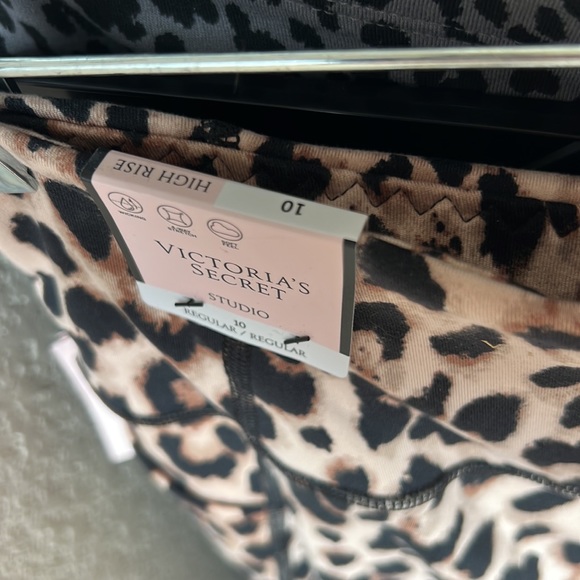 HIGH RISE
10
VICTORIA'S
SECRET
STUDIO
10
REGULAR / REGULAR